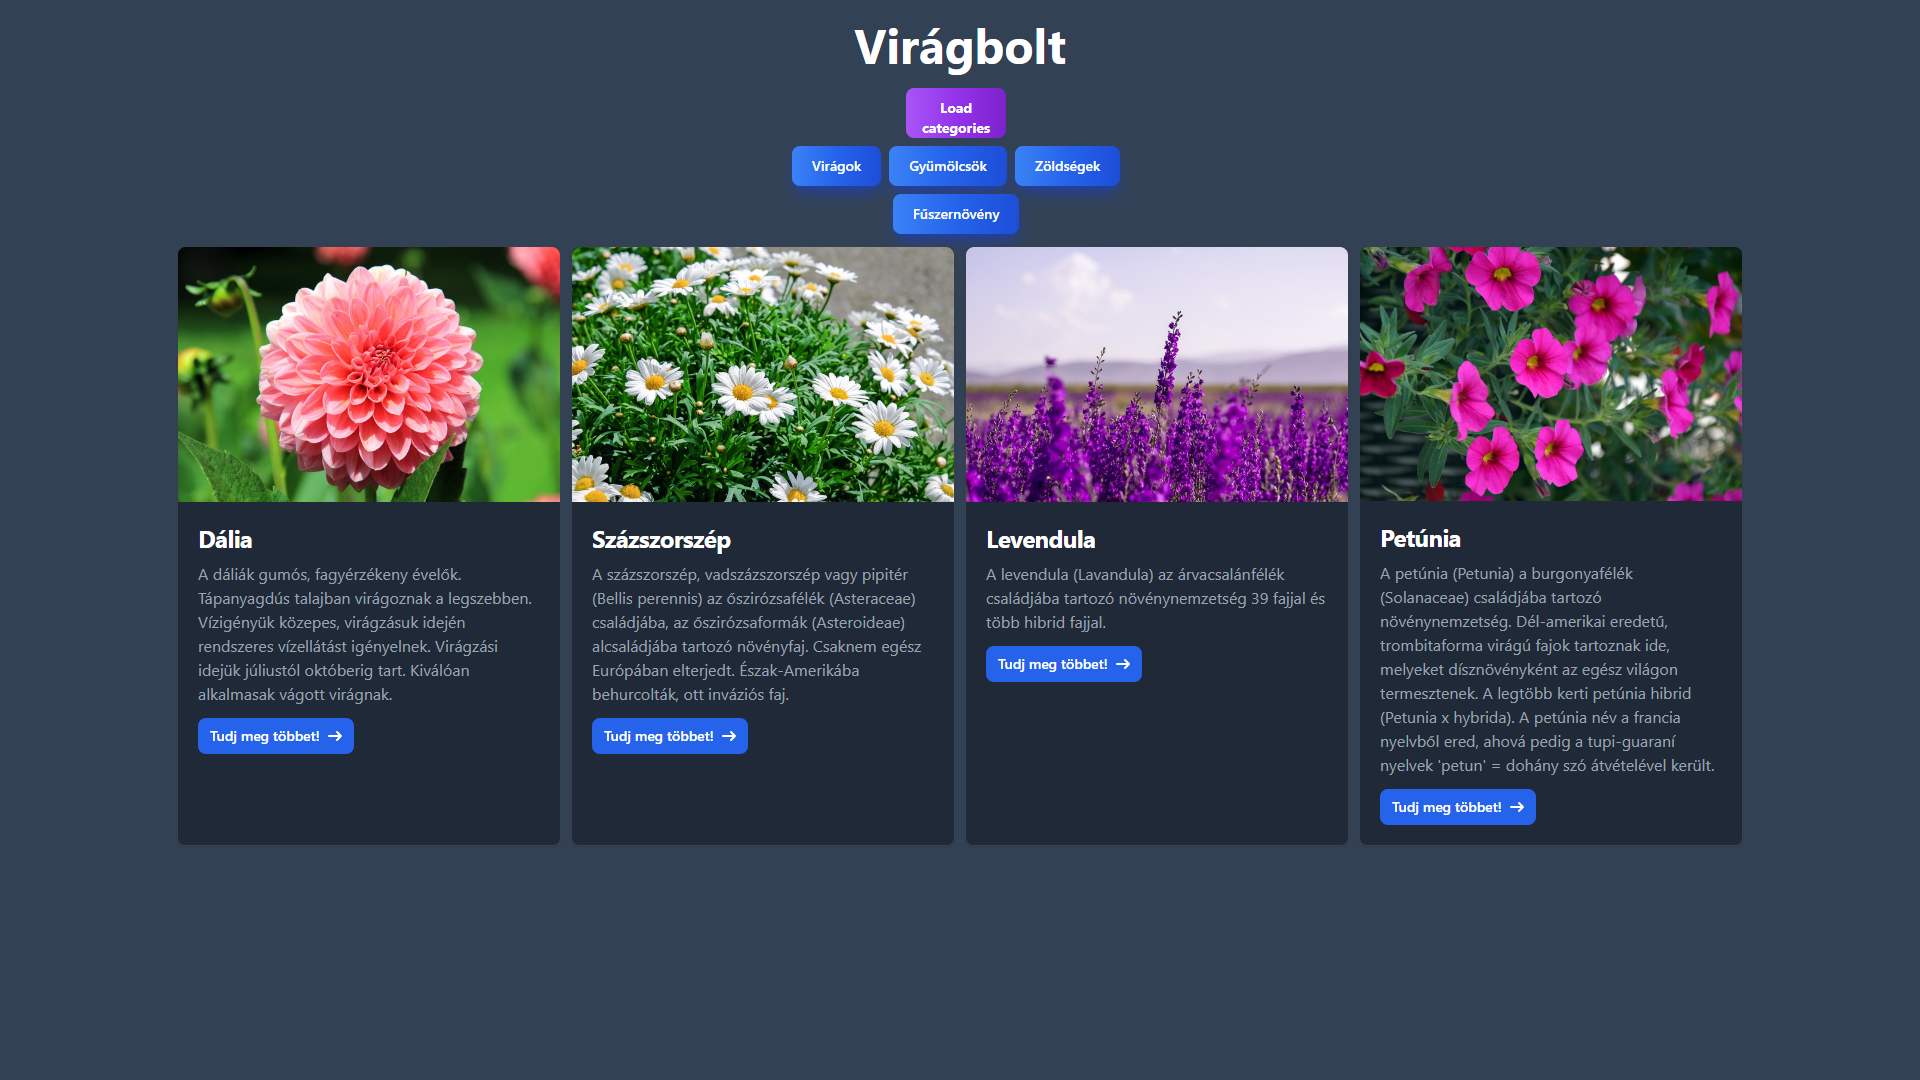 Virágbolt
Load
categories
Virágok
Gyümölcsök
Zöldségek
Fűszernövény
Dália
A dáliák gumós, fagyérzékeny évelők.
Tápanyagdús talajban virágoznak a legszebben.
Vízigényük közepes, virágzásuk idején
rendszeres vízellátást igényelnek. Virágzási
idejük júliustól októberig tart. Kiválóan
alkalmasak vágott virágnak.
Tudj meg többet!
Százszorszép
A százszorszép, vadszázszorszép vagy pipitér
(Bellis perennis) az őszirózsafélék (Asteraceae)
családjába, az őszirózsaformák (Asteroideae)
alcsaládjába tartozó növényfaj. Csaknem egész
Európában elterjedt. Észak-Amerikába
behurcolták, ott inváziós faj.
Tudj meg többet!
Levendula
A levendula (Lavandula) az árvacsalánfélék
családjába tartozó növénynemzetség 39 fajjal és
több hibrid fajjal.
Tudj meg többet!
Petúnia
A petúnia (Petunia) a burgonyafélék
(Solanaceae) családjába tartozó
növénynemzetség. Dél-amerikai eredetű,
trombitaforma virágú fajok tartoznak ide,
melyeket dísznövényként az egész világon
termesztenek. A legtöbb kerti petúnia hibrid
(Petunia x hybrida). A petúnia név a francia
nyelvből ered, ahová pedig a tupi-guaraní
nyelvek 'petun' = dohány szó átvételével került.
Tudj meg többet!